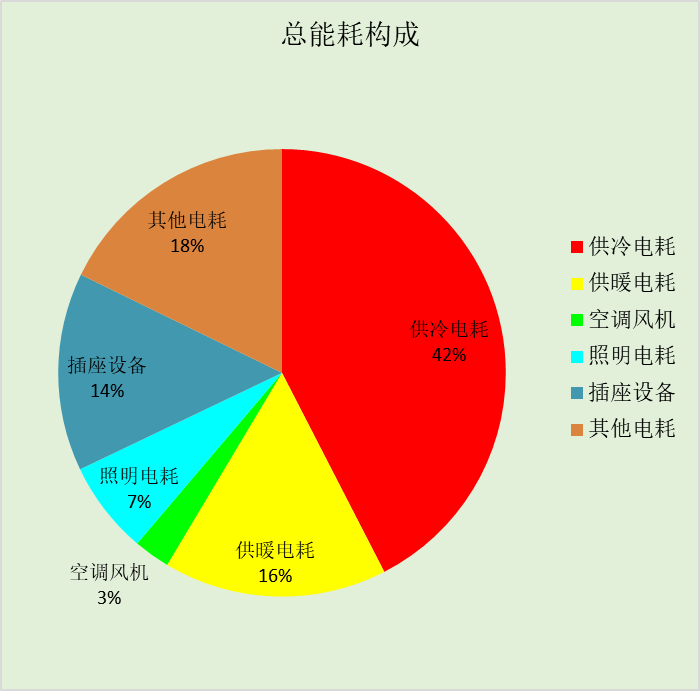 总能耗构成
其他电耗
18%
供冷电耗
42%
插座设备
14%
照明电耗
7%
供暖电耗
16%
空调风机
3%
供冷电耗
供暖电耗
空调风机
照明电耗
插座设备
其他电耗